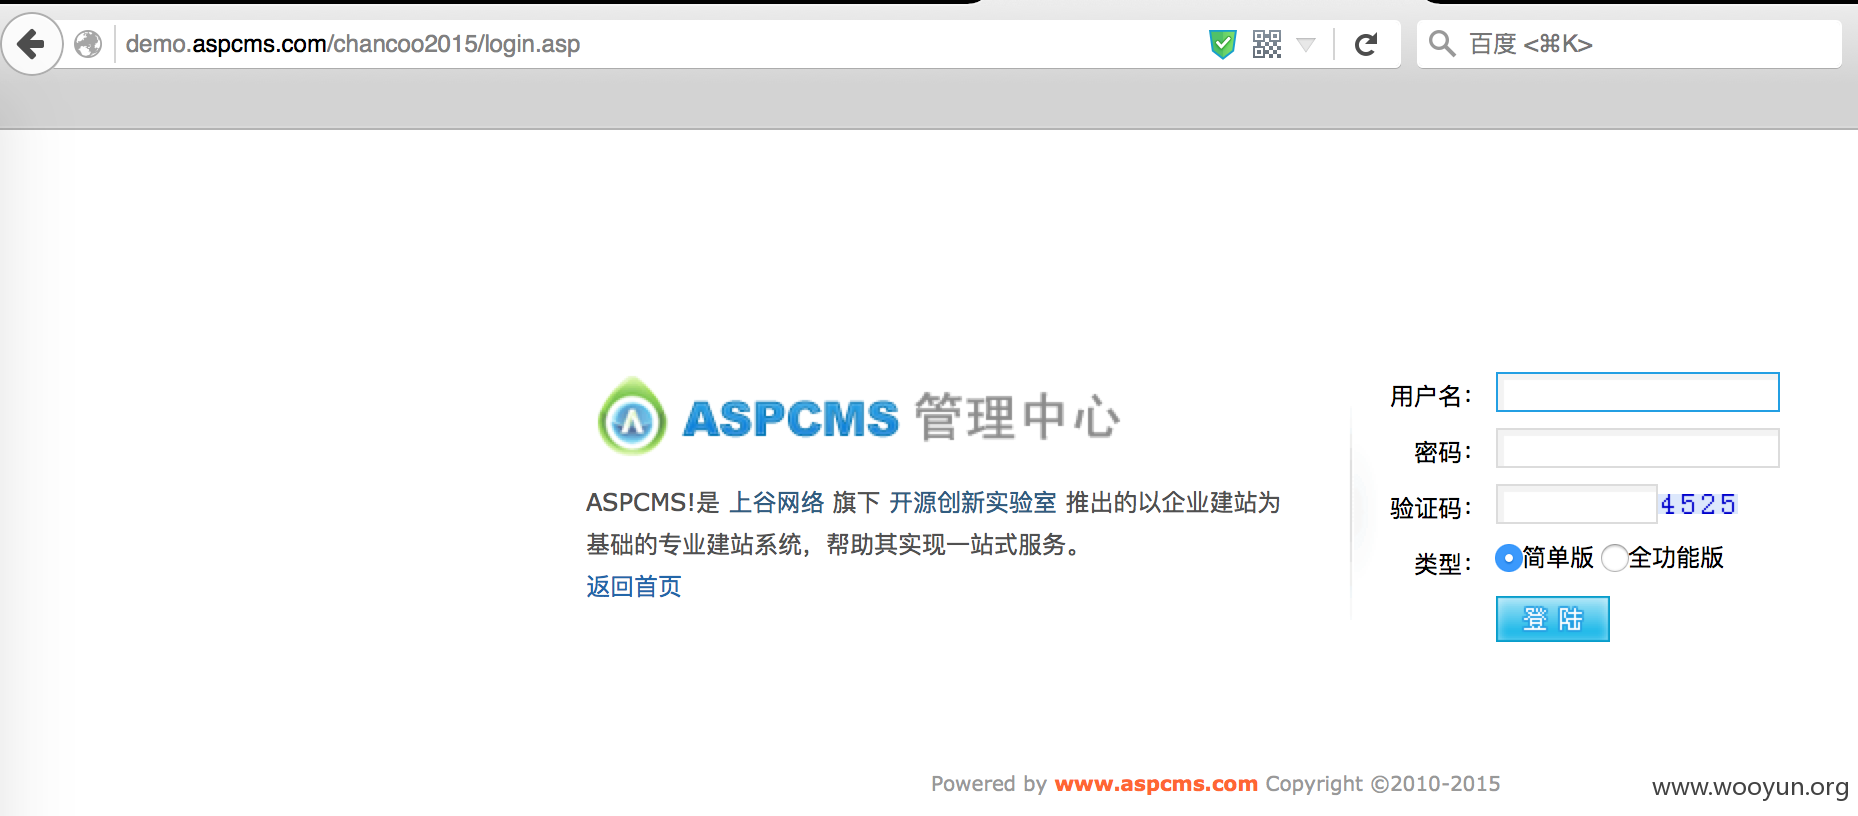 demo.aspcms.com/chancoo2015/login.asp
百度 <⌘K>
ASPCMS 管理中心
ASPCMS!是 上谷网络 旗下 开源创新实验室 推出的以企业建站为
基础的专业建站系统，帮助其实现一站式服务。
返回首页
用户名：
密码：
验证码： 4525
类型： 简单版 全功能版
登 陆
Powered by www.aspcms.com Copyright ©2010-2015
www.wooyun.org